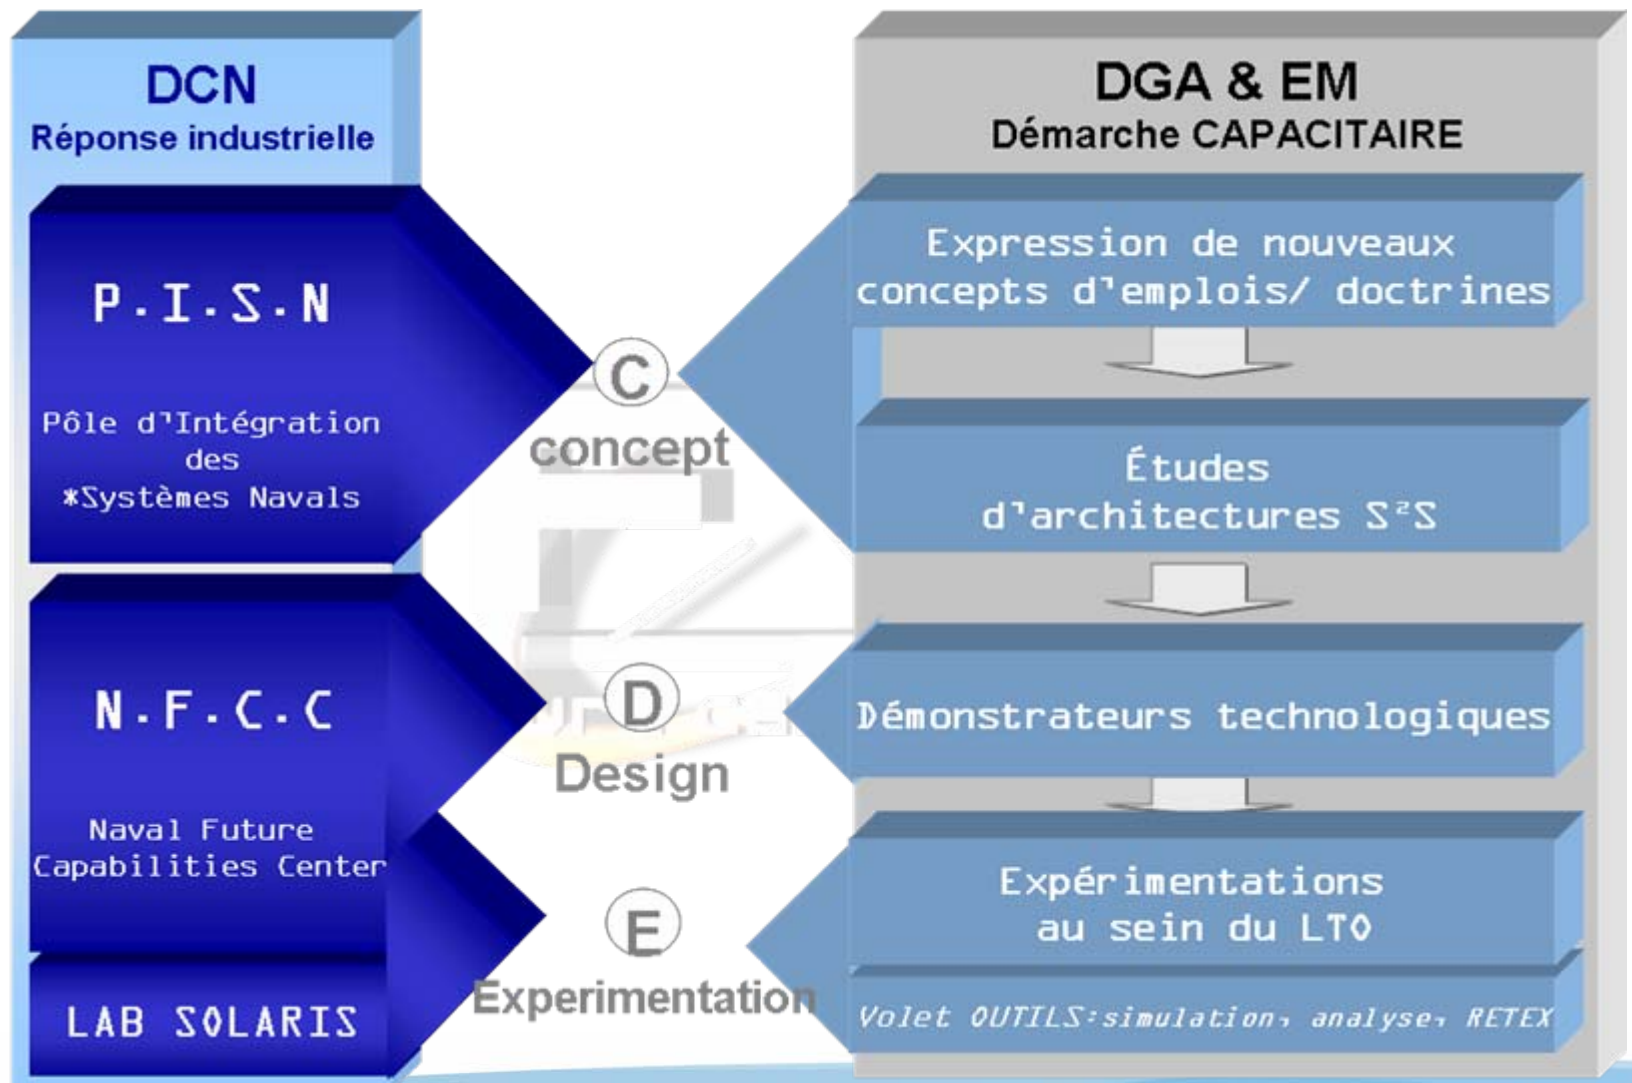 DCN
Réponse industrielle
P.I.S.N
Pôle d'Intégration
des
*Systèmes Navals
N.F.C.C
Naval Future
Capabilities Center
LAB SOLARIS
C
concept
D
Design
E
Experimentation
DGA & EM
Démarche CAPACITAIRE
Expression de nouveaux
concepts d'emplois/ doctrines
Études
d'architectures S²S
Démonstrateurs technologiques
Expérimentations
au sein du LTO
Volet OUTILS:simulation, analyse, RETEX